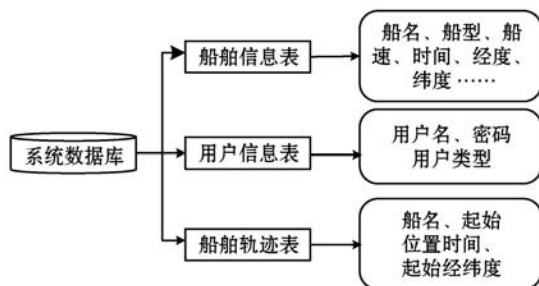 船舶信息表
船名、船型、船
速、时间、经度、
纬度……
系统数据库
用户信息表
用户名、密码
用户类型
船舶轨迹表
船名、起始
位置时间、
起始经纬度